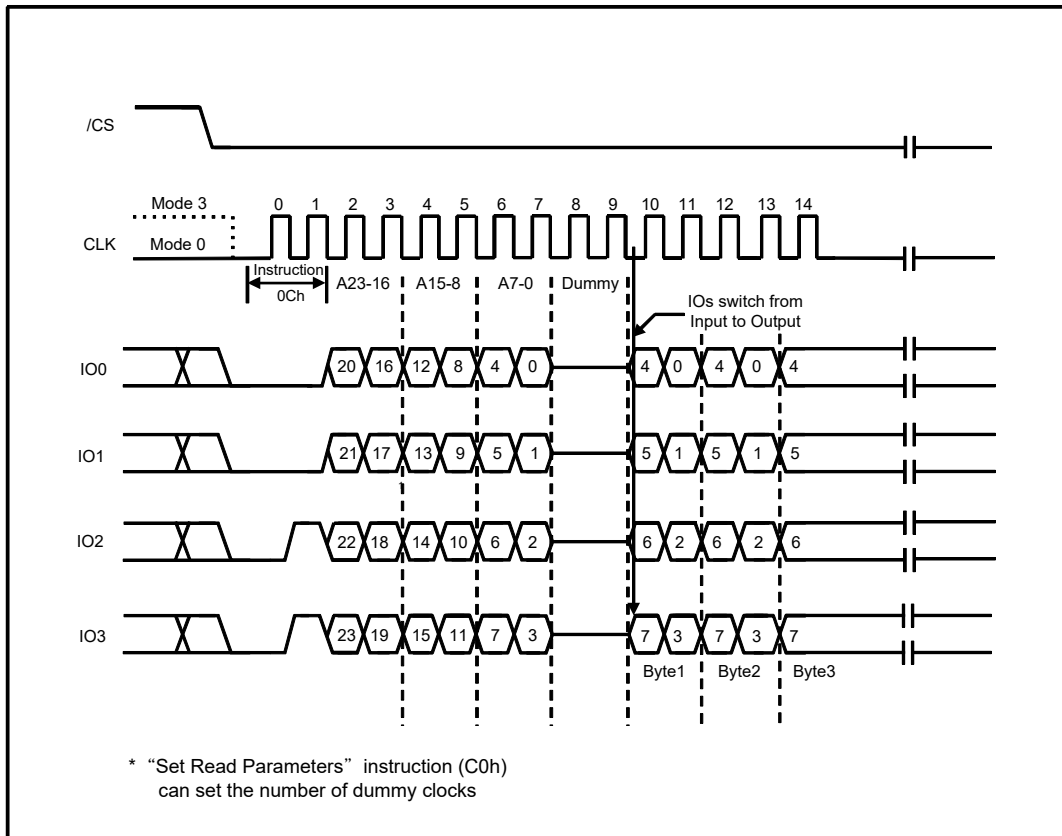 /CS
Mode 3
0 1 2 3 4 5 6 7 8 9 10 11 12 13 14
CLK
Mode 0
Instruction
0Ch
A23-16 A15-8 A7-0 Dummy
IOs switch from
Input to Output
IO0
20 16 12 8 4 0 4 0 4 0 4
IO1
21 17 13 9 5 1 5 1 5 1 5
IO2
22 18 14 10 6 2 6 2 6 2 6
IO3
23 19 15 11 7 3 7 3 7 3 7
Byte1 Byte2 Byte3
* “Set Read Parameters” instruction (C0h)
can set the number of dummy clocks